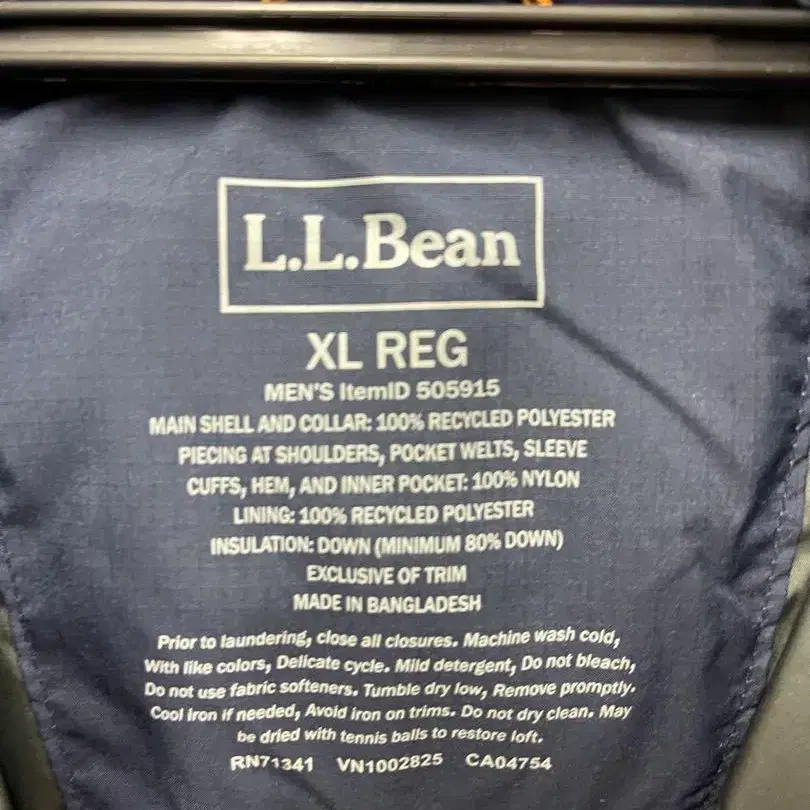 L.L.Bean
XL REG
MEN'S ItemID 505915
MAIN SHELL AND COLLAR: 100% RECYCLED POLYESTER
PIECING AT SHOULDERS, POCKET WELTS, SLEEVE
CUFFS, HEM, AND INNER POCKET: 100% NYLON
LINING: 100% RECYCLED POLYESTER
INSULATION: DOWN (MINIMUM 80% DOWN)
EXCLUSIVE OF TRIM
MADE IN BANGLADESH
Prior to laundering, close all closures. Machine wash cold,
With like colors, Delicate cycle. Mild detergent, Do not bleach,
Do not use fabric softeners. Tumble dry low, Remove promptly.
Cool iron if needed, Avoid iron on trims. Do not dry clean. May
be dried with tennis balls to restore loft.
RN71341 VN1002825 CA04754